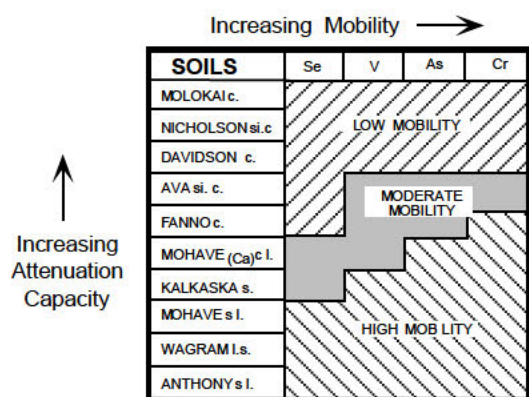 Increasing Mobility
SOILS Se V As Cr
MOLOKAI c.
NICHOLSON si.c
DAVIDSON c.
AVA si. c.
FANNO c.
MOHAVE (Ca) c l.
KALKASKA s.
MOHAVE s l.
WAGRAM l.s.
ANTHONY s l.
LOW MOBILITY
MODERATE
MOBILITY
HIGH MOB LITY
Increasing
Attenuation
Capacity